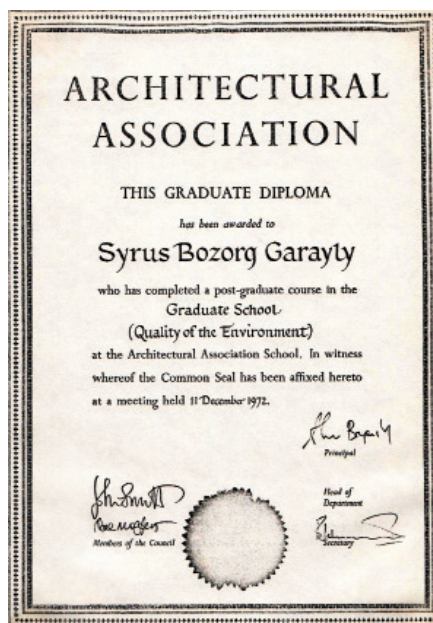 ARCHITECTURAL
ASSOCIATION
THIS GRADUATE DIPLOMA
has been awarded to
Syrus Bozorg Garayly
who has completed a post-graduate course in the
Graduate School
(Quality of the Environment)
at the Architectural Association School. In witness
whereof the Common Seal has been affixed hereto
at a meeting held 11 December 1972.
Principal
Head of
Department
Members of the Council
Secretary